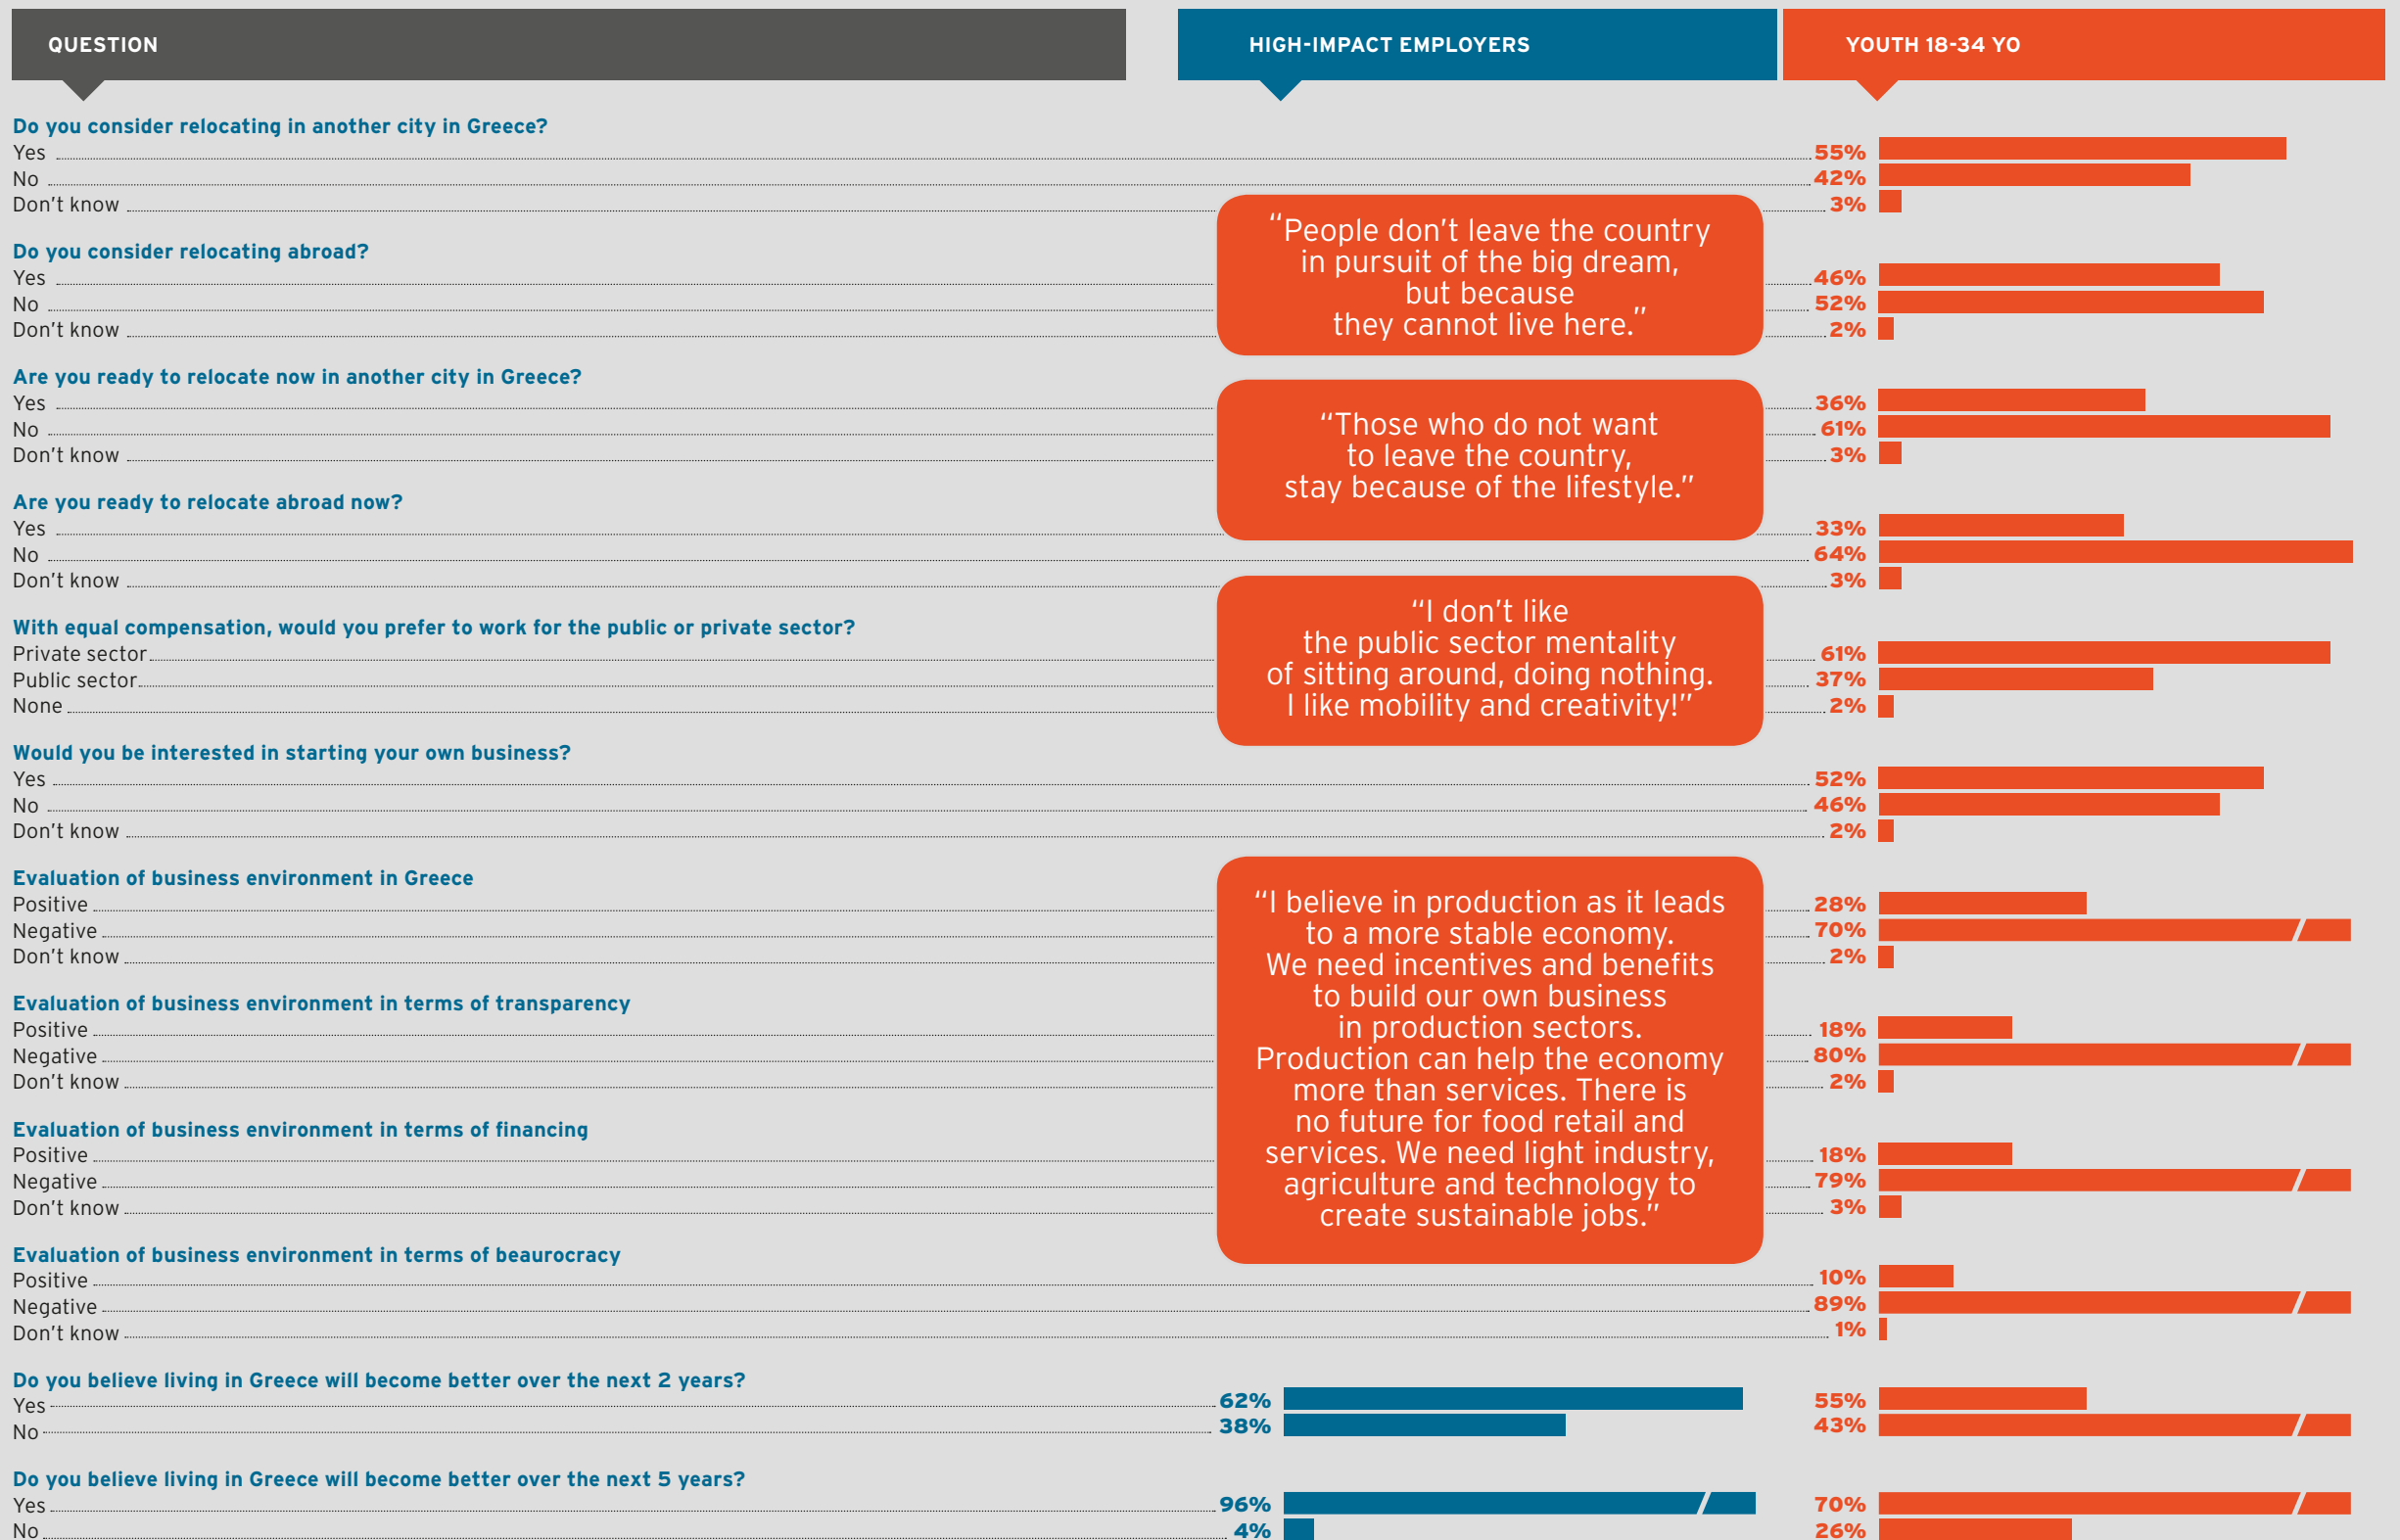 QUESTION
HIGH-IMPACT EMPLOYERS
YOUTH 18-34 YO
Do you consider relocating in another city in Greece?
Yes 55%
No 42%
Don't know 3%
“People don't leave the country
in pursuit of the big dream,
but because
they cannot live here.”
Do you consider relocating abroad?
Yes 46%
No 52%
Don't know 2%
Are you ready to relocate now in another city in Greece?
Yes 36%
No 61%
Don't know 3%
“Those who do not want
to leave the country,
stay because of the lifestyle.”
Are you ready to relocate abroad now?
Yes 33%
No 64%
Don't know 3%
“I don't like
the public sector mentality
of sitting around, doing nothing.
I like mobility and creativity!”
With equal compensation, would you prefer to work for the public or private sector?
Private sector 61%
Public sector 37%
None 2%
Would you be interested in starting your own business?
Yes 52%
No 46%
Don't know 2%
Evaluation of business environment in Greece
Positive 28%
Negative 70%
Don't know 2%
“I believe in production as it leads
to a more stable economy.
We need incentives and benefits
to build our own business
in production sectors.
Production can help the economy
more than services. There is
no future for food retail and
services. We need light industry,
agriculture and technology to
create sustainable jobs.”
Evaluation of business environment in terms of transparency
Positive 18%
Negative 80%
Don't know 2%
Evaluation of business environment in terms of financing
Positive 18%
Negative 79%
Don't know 3%
Evaluation of business environment in terms of beaurocracy
Positive 10%
Negative 89%
Don't know 1%
Do you believe living in Greece will become better over the next 2 years?
Yes 62% 55%
No 38% 43%
Do you believe living in Greece will become better over the next 5 years?
Yes 96% 70%
No 4% 26%